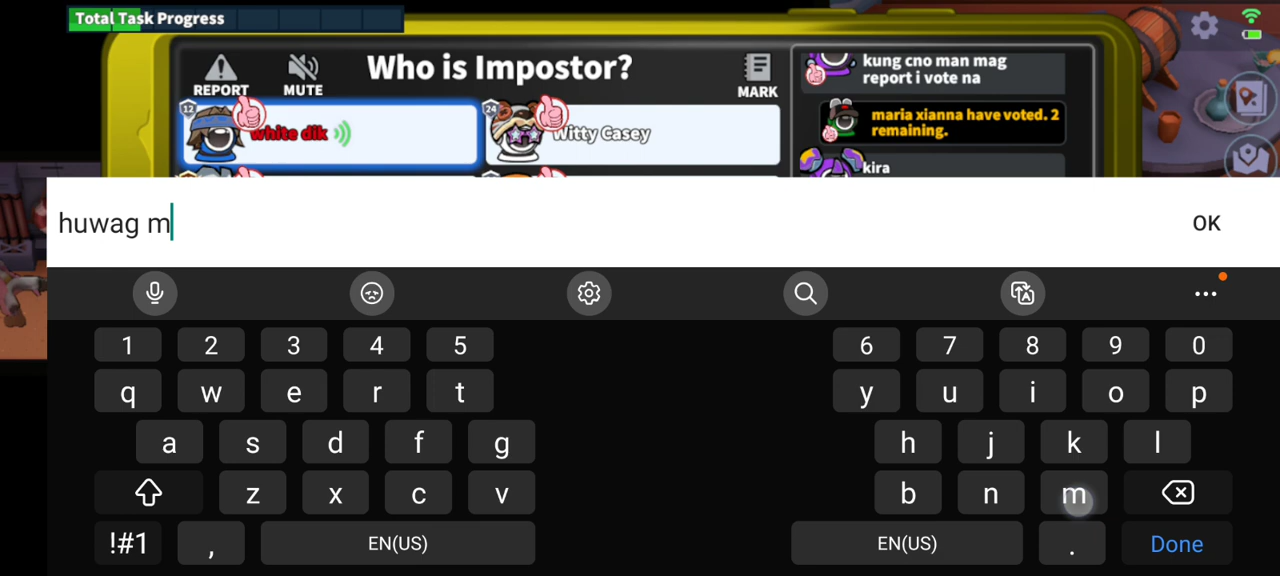 Total Task Progress
REPORT
MUTE
Who is Impostor?
MARK
12
white dik
24
Witty Casey
kung cno man mag
report i vote na
maria xianna have voted. 2
remaining.
kira
huwag m
OK
1 2 3 4 5 6 7 8 9 0
q w e r t y u i o p
a s d f g h j k l
z x c v b n m
!#1 , EN(US) EN(US) . Done